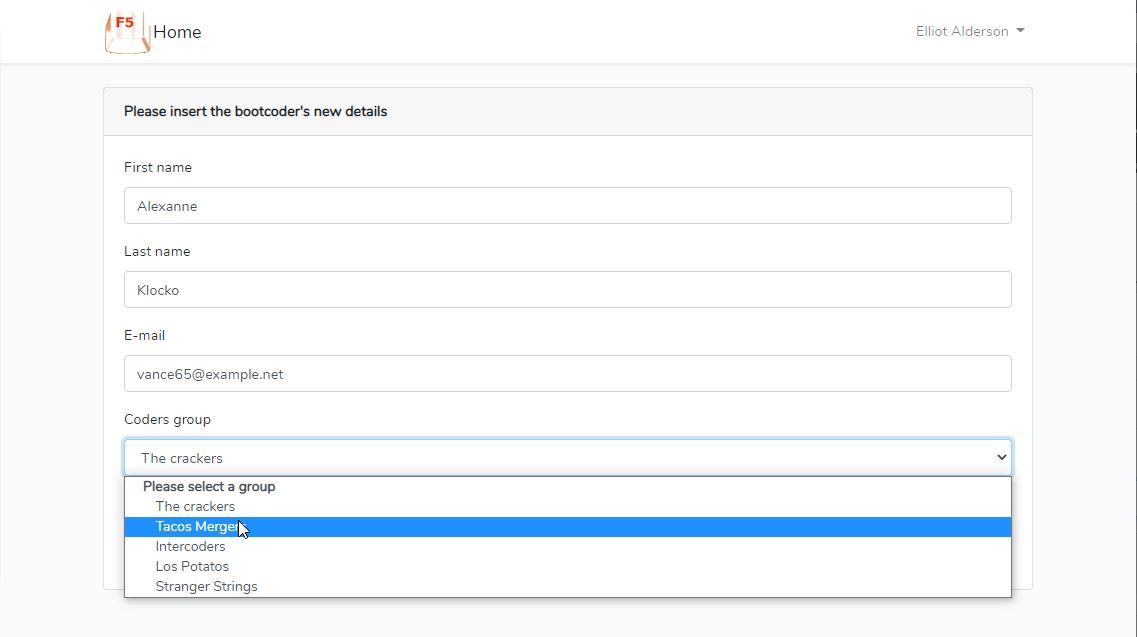 F5 Home
Elliot Alderson
Please insert the bootcoder's new details
First name
Alexanne
Last name
Klocko
E-mail
vance65@example.net
Coders group
The crackers
Please select a group
The crackers
Tacos Merger
Intercoders
Los Potatos
Stranger Strings